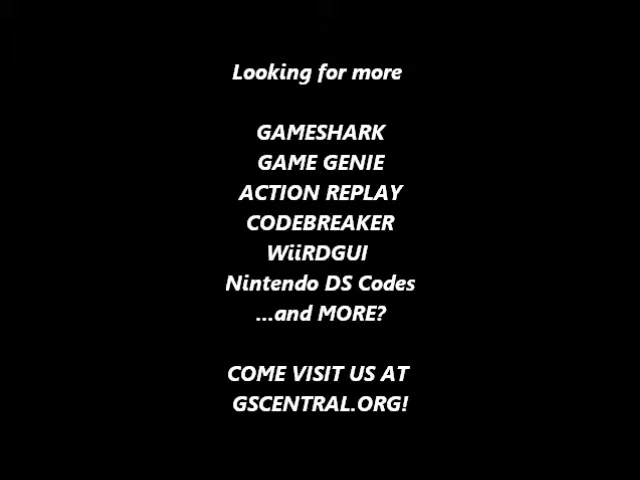 Looking for more
GAMESHARK
GAME GENIE
ACTION REPLAY
CODEBREAKER
WiiRDGUI
Nintendo DS Codes
...and MORE?
COME VISIT US AT
GSCENTRAL.ORG!